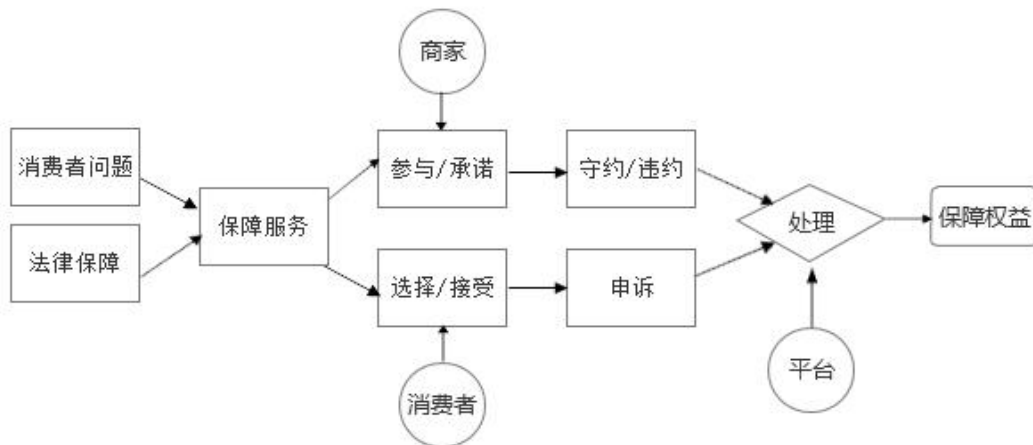 商家
消费者问题
参与/承诺
守约/违约
保障服务
处理
保障权益
法律保障
选择/接受
申诉
平台
消费者